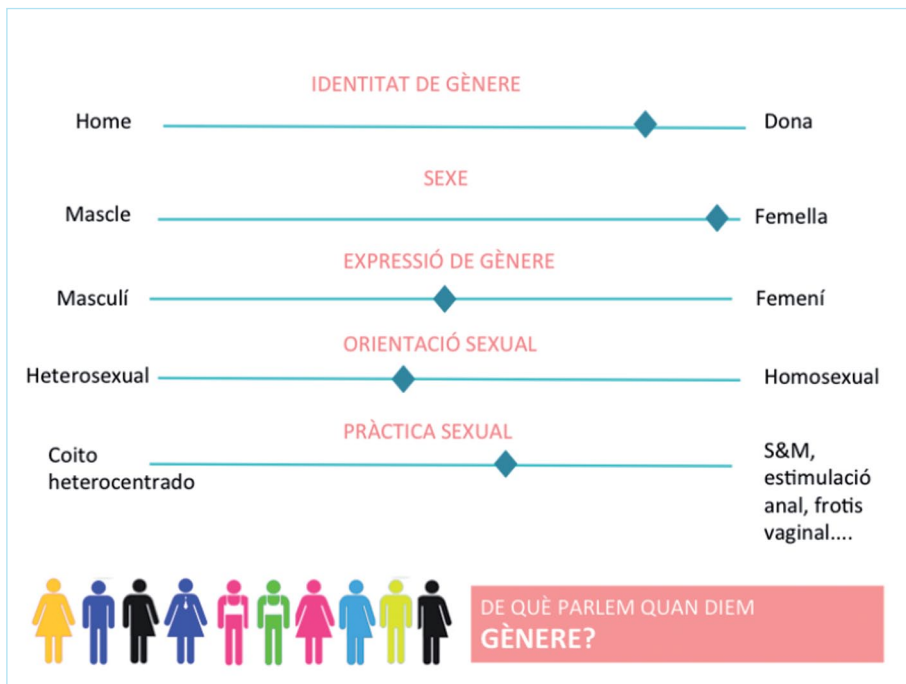 IDENTITAT DE GÈNERE
Home
Dona
SEXE
Mascle
Femella
EXPRESSIÓ DE GÈNERE
Masculí
Femení
ORIENTACIÓ SEXUAL
Heterosexual
Homosexual
PRÀCTICA SEXUAL
Coito
heterocentrado
S&M,
estimulació
anal, frotis
vaginal....
DE QUÈ PARLEM QUAN DIEM
GÈNERE?